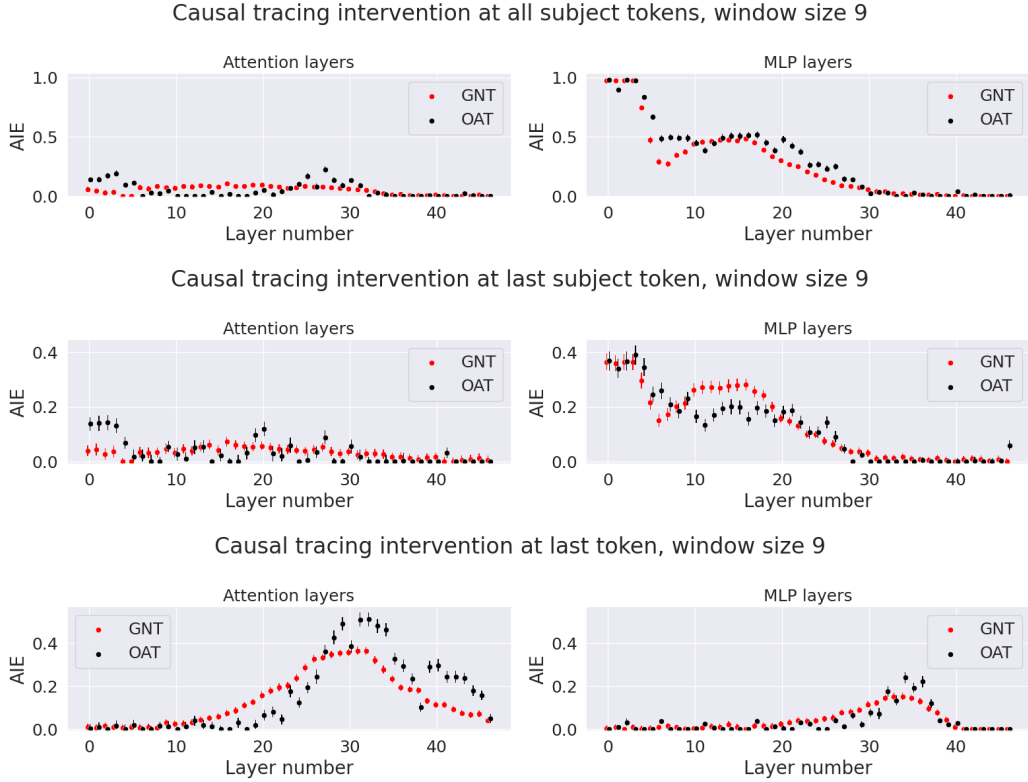 Causal tracing intervention at all subject tokens, window size 9
Attention layers
MLP layers
1.0
0.5
0.0
AIE
GNT
OAT
0 10 20 30 40
Layer number
1.0
0.5
0.0
AIE
GNT
OAT
0 10 20 30 40
Layer number
Causal tracing intervention at last subject token, window size 9
Attention layers
MLP layers
0.4
0.2
0.0
AIE
GNT
OAT
0 10 20 30 40
Layer number
0.4
0.2
0.0
AIE
GNT
OAT
0 10 20 30 40
Layer number
Causal tracing intervention at last token, window size 9
Attention layers
MLP layers
0.4
0.2
0.0
AIE
GNT
OAT
0 10 20 30 40
Layer number
0.4
0.2
0.0
AIE
GNT
OAT
0 10 20 30 40
Layer number